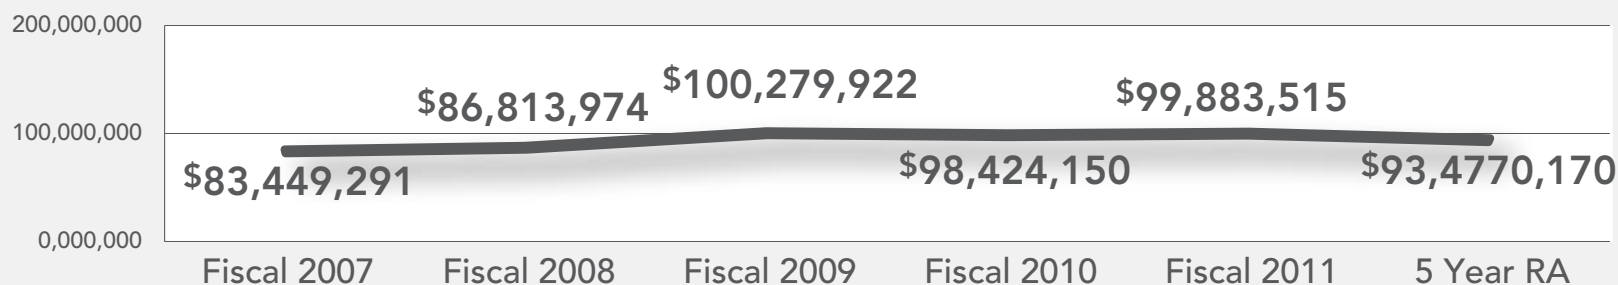 200,000,000
100,000,000
0,000,000
$83,449,291
$86,813,974
$100,279,922
$98,424,150
$99,883,515
$93,4770,170
Fiscal 2007
Fiscal 2008
Fiscal 2009
Fiscal 2010
Fiscal 2011
5 Year RA